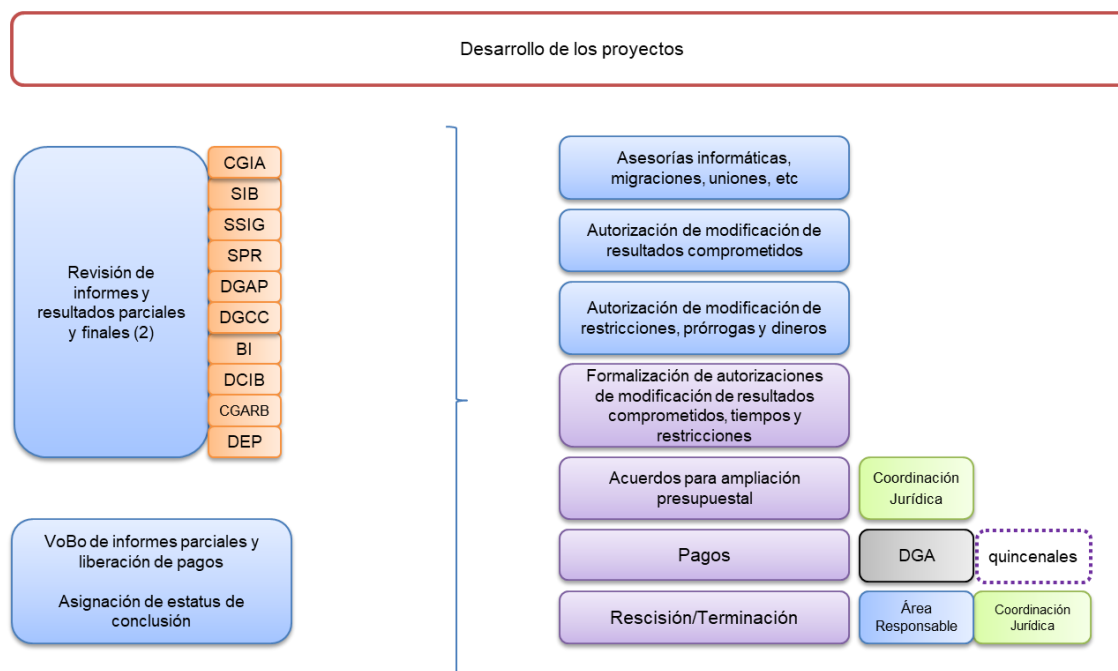 Desarrollo de los proyectos
Revisión de
informes y
resultados parciales
y finales (2)
CGIA
SIB
SSIG
SPR
DGAP
DGCC
BI
DCIB
CGARB
DEP
VoBo de informes parciales y
liberación de pagos
Asignación de estatus de
conclusión
Asesorías informáticas,
migraciones, uniones, etc
Autorización de modificación de
resultados comprometidos
Autorización de modificación de
restricciones, prórrogas y dineros
Formalización de autorizaciones
de modificación de resultados
comprometidos, tiempos y
restricciones
Acuerdos para ampliación
presupuestal
Coordinación
Jurídica
Pagos
DGA
quincenales
Rescisión/Terminación
Área
Responsable
Coordinación
Jurídica